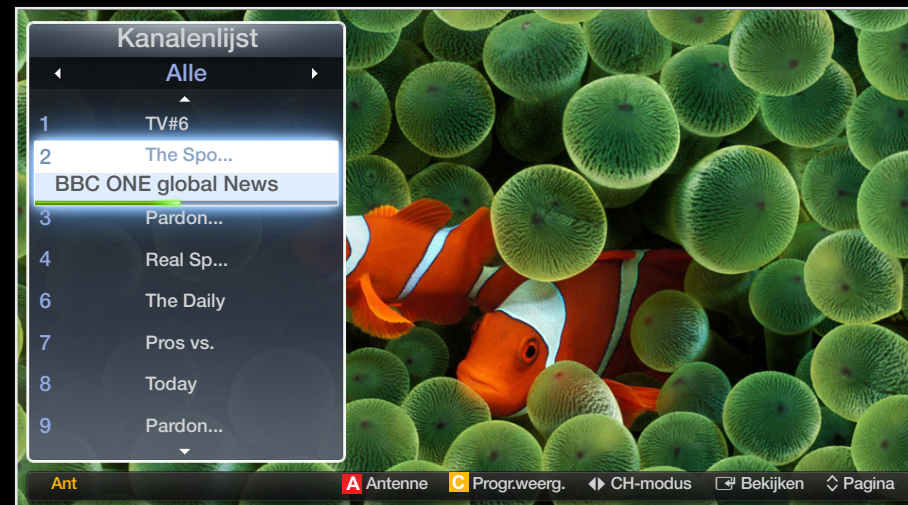 Kanalenlijst
Alle
1 TV#6
2 The Spo...
BBC ONE global News
3 Pardon...
4 Real Sp...
6 The Daily
7 Pros vs.
8 Today
9 Pardon...
Ant A Antenne C Progr.weerg. CH-modus Bekijken Pagina